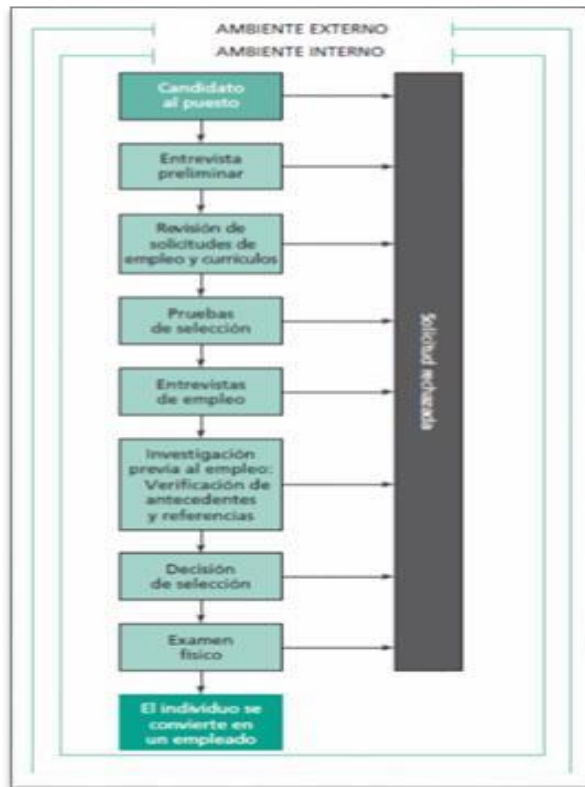 AMBIENTE EXTERNO
AMBIENTE INTERNO
Candidato
al puesto
Entrevista
preliminar
Revisión de
solicitudes de
empleo y currículos
Pruebas
de selección
Entrevistas
de empleo
Investigación
previa al empleo:
Verificación de
antecedentes
y referencias
Decisión
de selección
Examen
físico
El individuo se
convierte en
un empleado
Solicitud rechazada